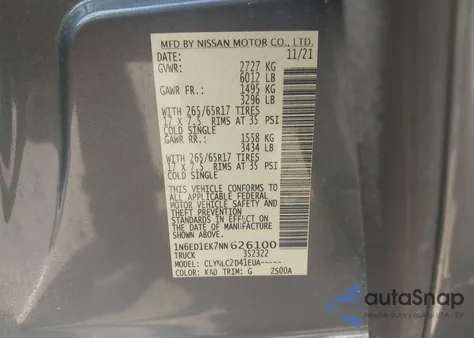 MFD BY NISSAN MOTOR CO., LTD.
DATE: 11/21
GVWR: 2727 KG
6012 LB
GAWR FR.: 1495 KG
3296 LB
WITH 265/65R17 TIRES
17 X 7.5 RIMS AT 35 PSI
COLD SINGLE
GAWR RR.: 1558 KG
3434 LB
WITH 265/65R17 TIRES
17 X 7.5 RIMS AT 35 PSI
COLD SINGLE
THIS VEHICLE CONFORMS TO
ALL APPLICABLE FEDERAL
MOTOR VEHICLE SAFETY
STANDARDS IN EFFECT ON
THE DATE OF MANUFACTURE
SHOWN ABOVE.
1N6ED1EK7NN626100
TRUCK 352322
MODEL: CLYNLC2D41EUA-----
COLOR: KAD TRIM: G 2S00A
autaSnap